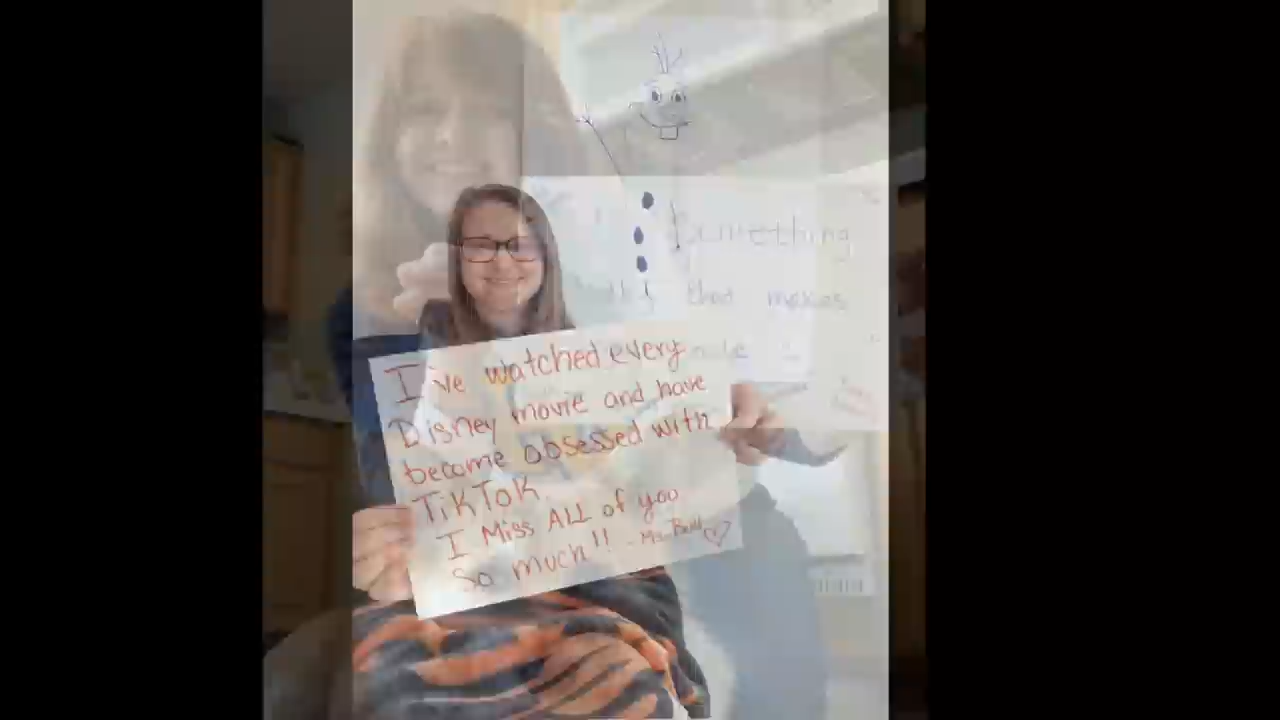 Something
that makes
I've watched every
Disney movie and have
become obsessed with
TikTok.
I Miss ALL of you
So much!!